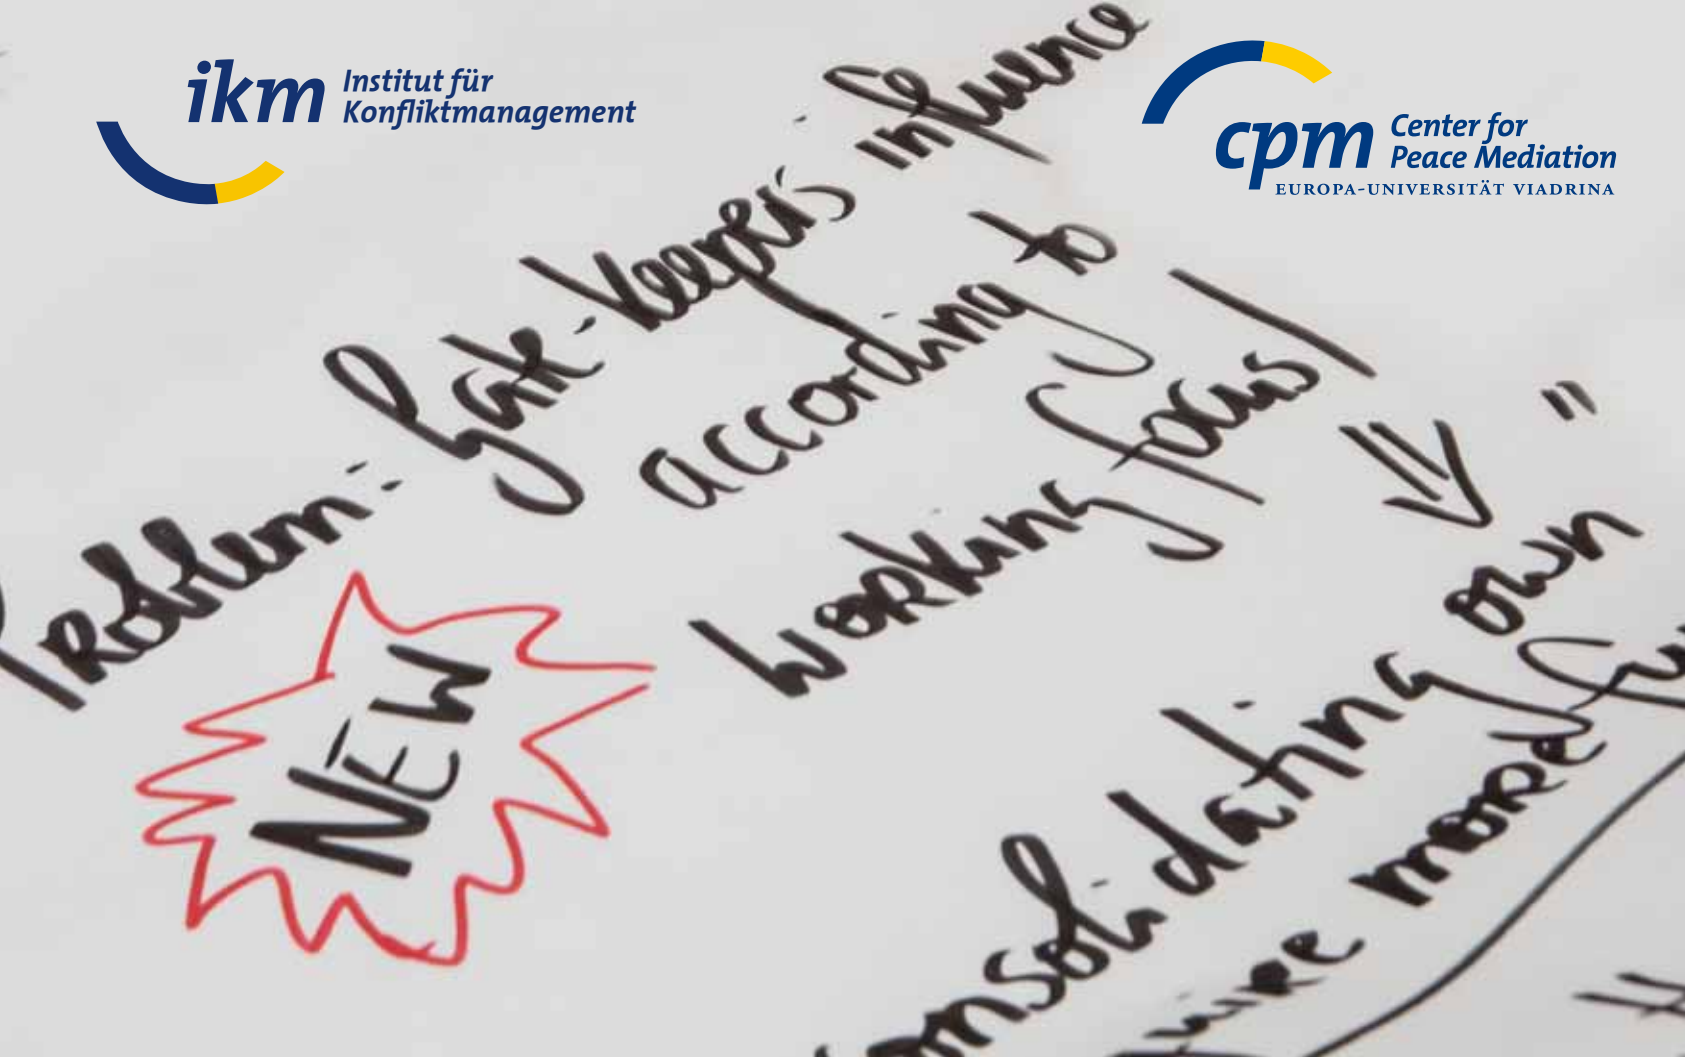 ikm Institut für
Konfliktmanagement
cpm Center for
Peace Mediation
EUROPA-UNIVERSITÄT VIADRINA
Problem: Gate-Keeper's influence
according to
working focus!
NEW
consolidating own
more